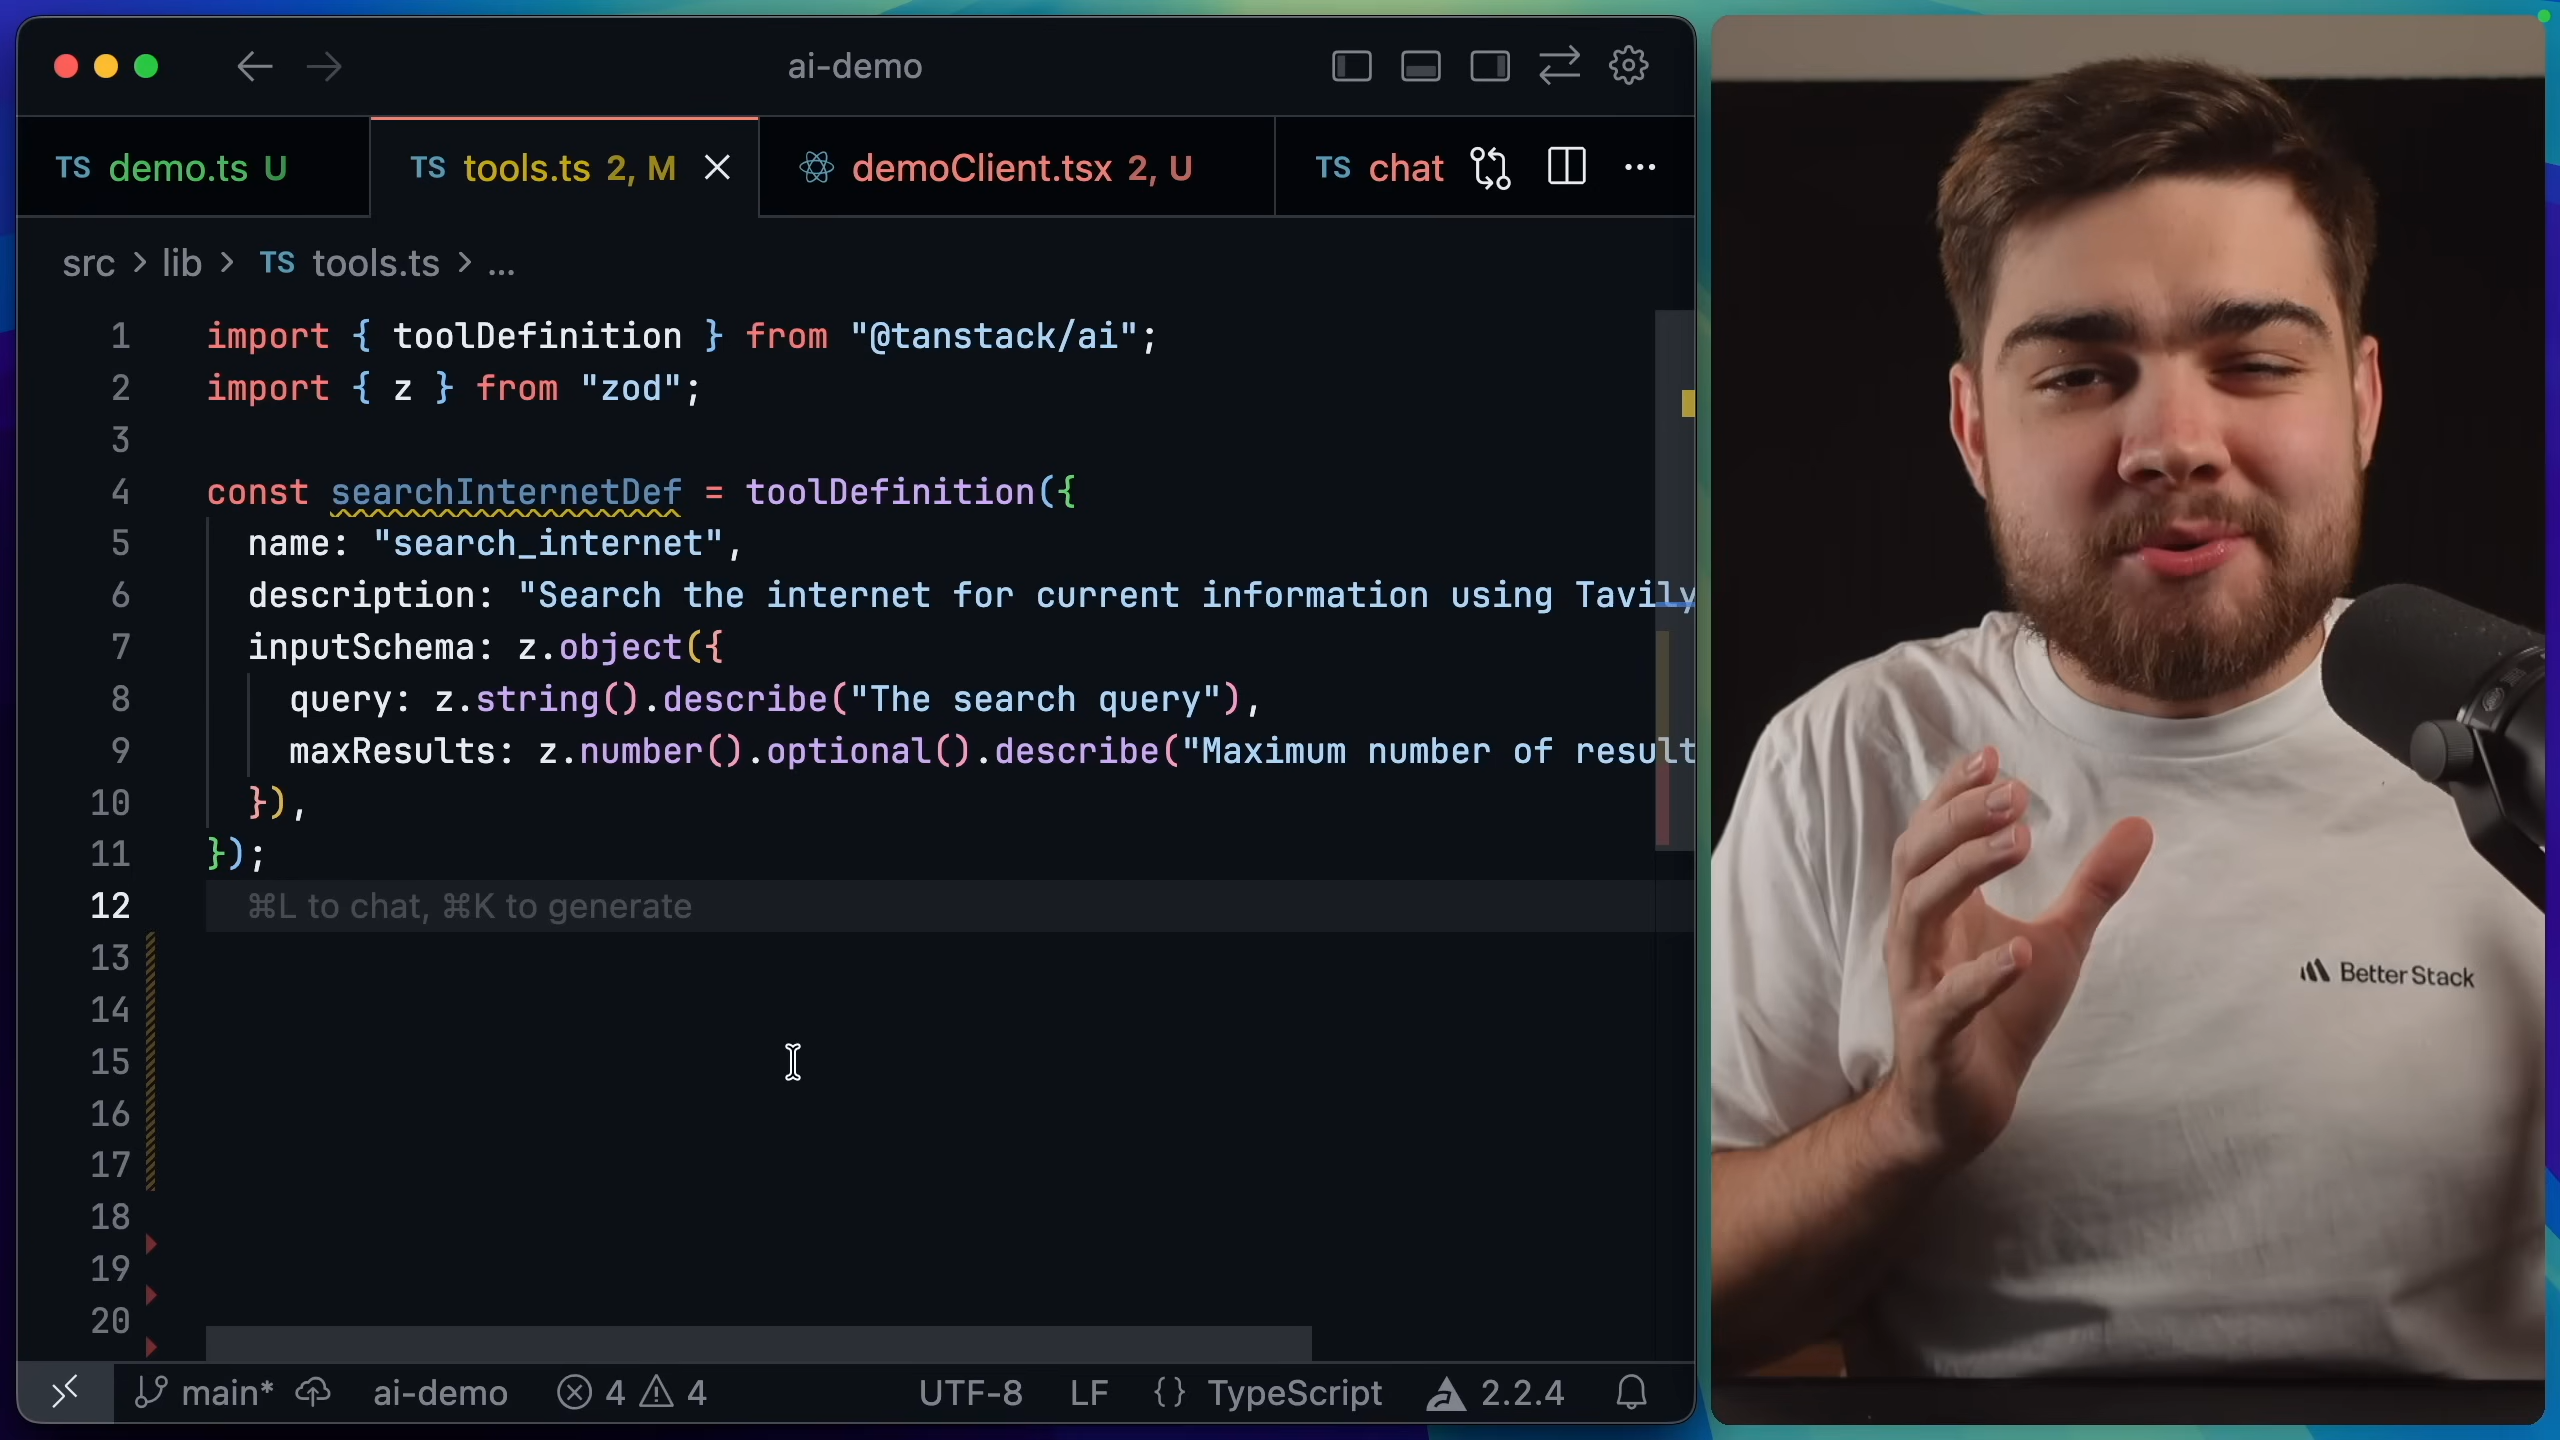 ai-demo
TS demo.ts U
TS tools.ts 2, M
demoClient.tsx 2, U
TS chat
src > lib > TS tools.ts > ...
1 import { toolDefinition } from "@tanstack/ai";
2 import { z } from "zod";
3
4 const searchInternetDef = toolDefinition({
5 name: "search_internet",
6 description: "Search the internet for current information using Tavily
7 inputSchema: z.object({
8 query: z.string().describe("The search query"),
9 maxResults: z.number().optional().describe("Maximum number of result
10 }),
11 });
12 ⌘L to chat, ⌘K to generate
13
14
15
16
17
18
19
20
main* ai-demo 4 4 UTF-8 LF {} TypeScript 2.2.4
Better Stack